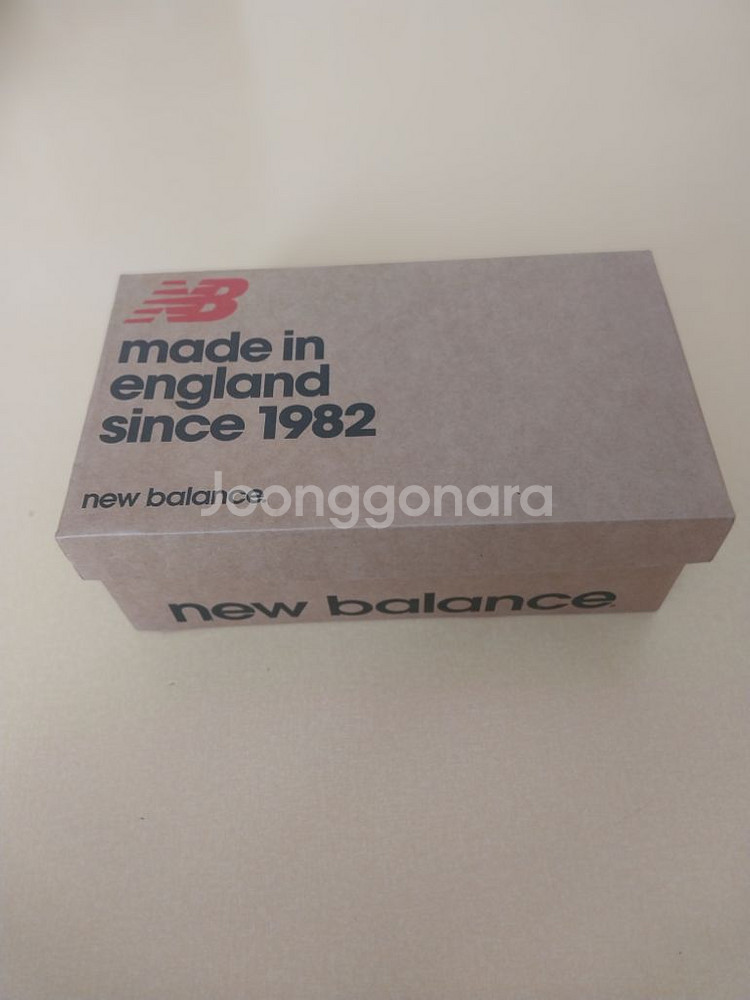 NB
made in
england
since 1982
new balance
Joonggonara
new balance